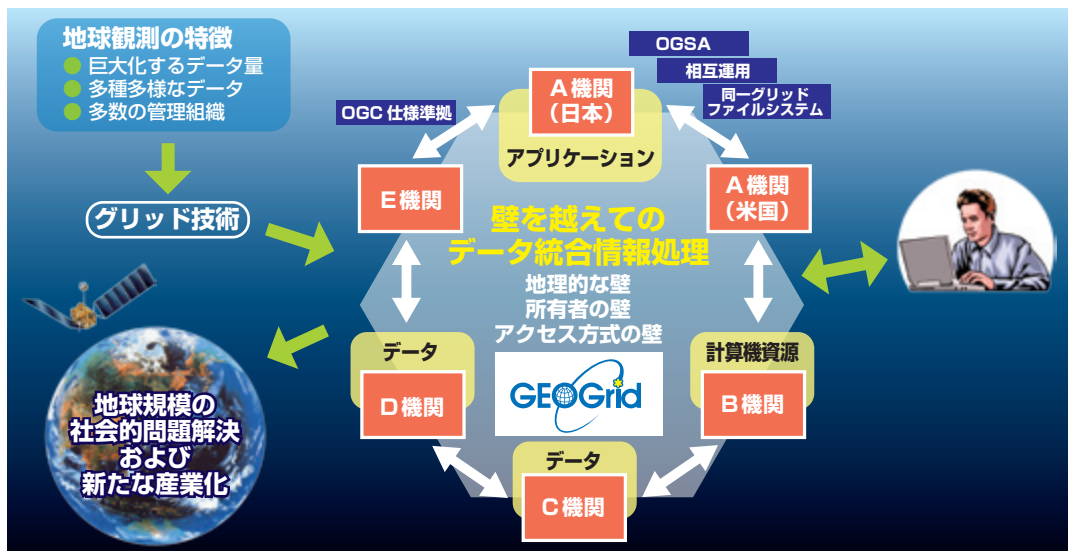 地球観測の特徴
● 巨大化するデータ量
● 多種多様なデータ
● 多数の管理組織
グリッド技術
OGC 仕様準拠
OGSA
相互運用
同一グリッド
ファイルシステム
A機関
（日本）
アプリケーション
E機関
A機関
（米国）
壁を越えての
データ統合情報処理
地理的な壁
所有者の壁
アクセス方式の壁
GEOGrid
データ
D機関
計算機資源
B機関
データ
C機関
地球規模の
社会的問題解決
および
新たな産業化